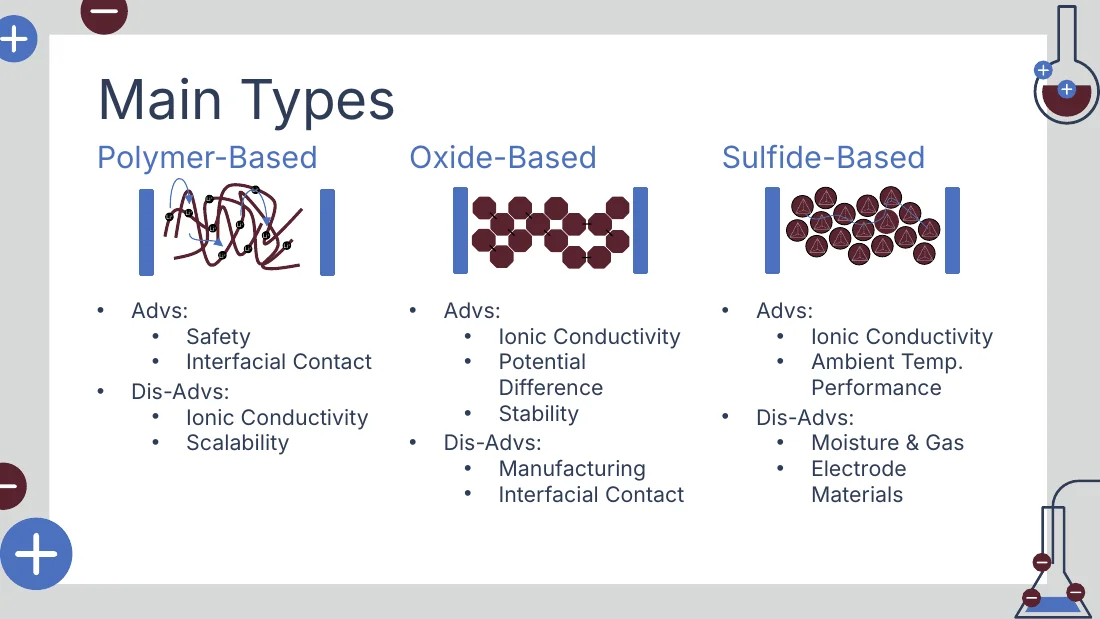 Main Types
Polymer-Based
Advs:
Safety
Interfacial Contact
Dis-Advs:
Ionic Conductivity
Scalability
Oxide-Based
Advs:
Ionic Conductivity
Potential
Difference
Stability
Dis-Advs:
Manufacturing
Interfacial Contact
Sulfide-Based
Advs:
Ionic Conductivity
Ambient Temp.
Performance
Dis-Advs:
Moisture & Gas
Electrode
Materials